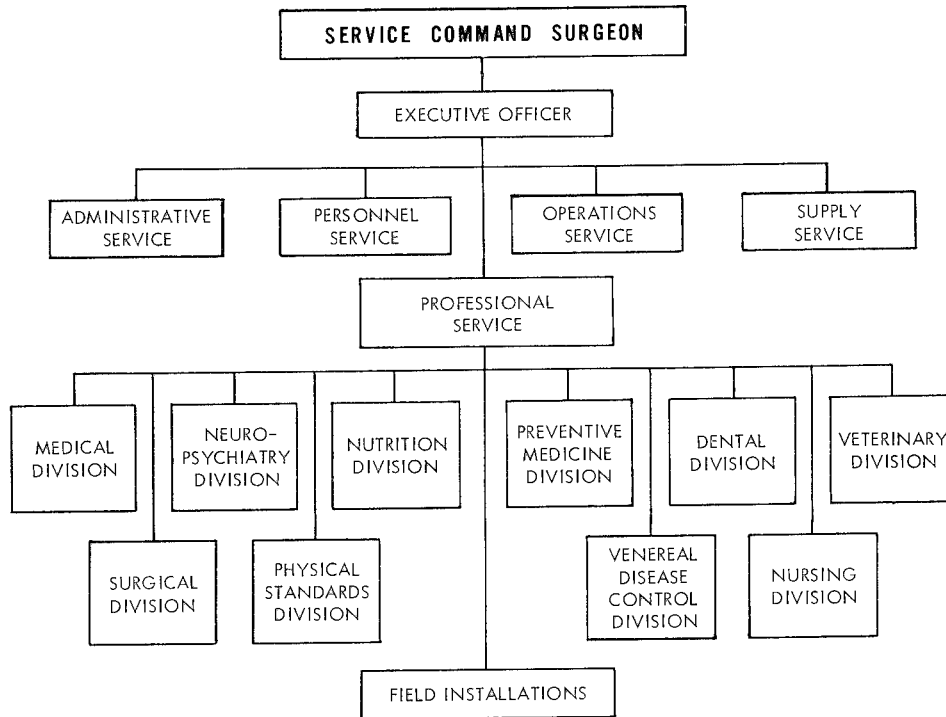 SERVICE COMMAND SURGEON
EXECUTIVE OFFICER
ADMINISTRATIVE
SERVICE
PERSONNEL
SERVICE
OPERATIONS
SERVICE
SUPPLY
SERVICE
PROFESSIONAL
SERVICE
MEDICAL
DIVISION
NEURO-
PSYCHIATRY
DIVISION
NUTRITION
DIVISION
PREVENTIVE
MEDICINE
DIVISION
DENTAL
DIVISION
VETERINARY
DIVISION
SURGICAL
DIVISION
PHYSICAL
STANDARDS
DIVISION
VENEREAL
DISEASE
CONTROL
DIVISION
NURSING
DIVISION
FIELD INSTALLATIONS